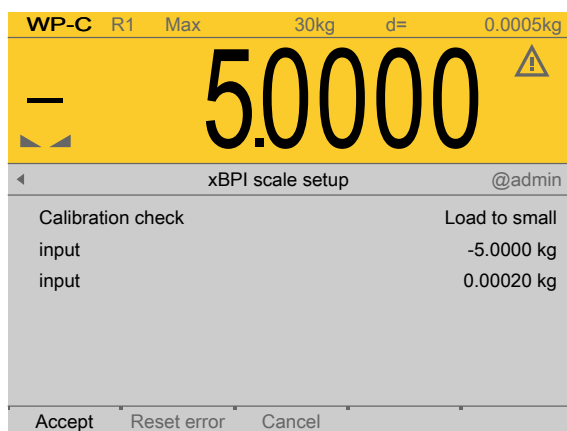 WP-C R1 Max 30kg d= 0.0005kg
– 5.0000
xBPI scale setup @admin
Calibration check Load to small
input -5.0000 kg
input 0.00020 kg
Accept Reset error Cancel